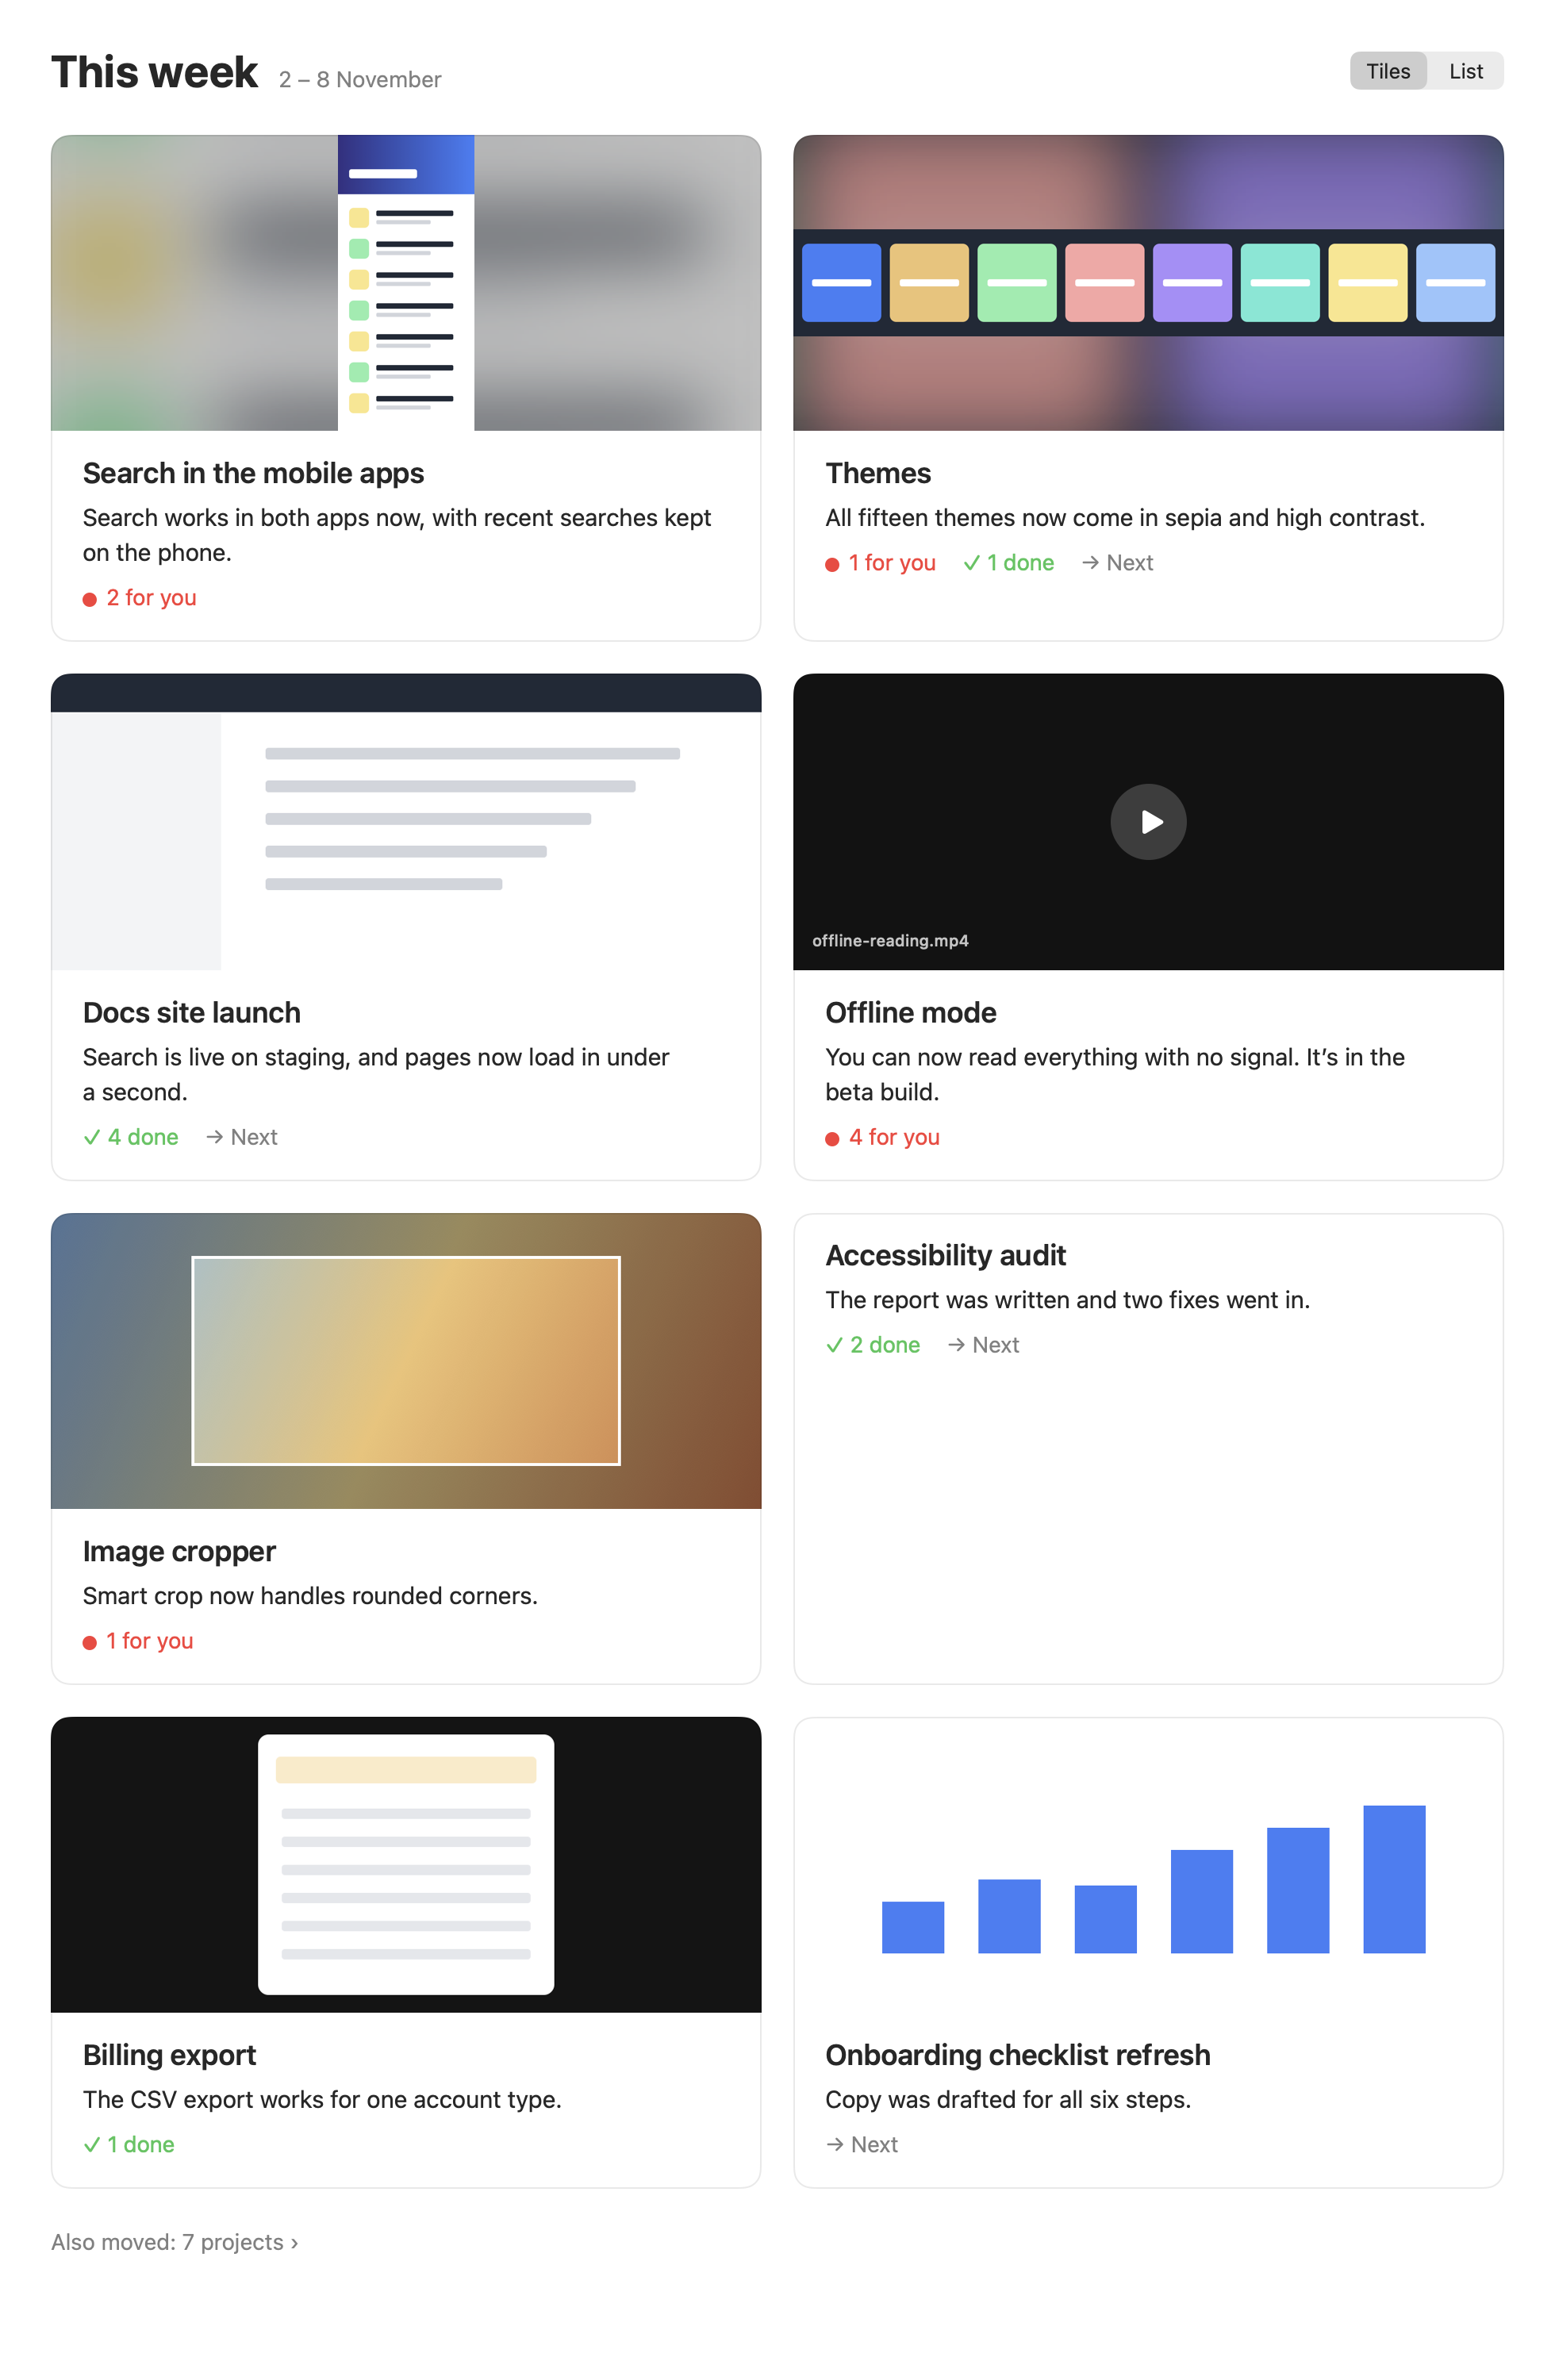 This week 2 – 8 November
Tiles List
Search in the mobile apps
Search works in both apps now, with recent searches kept
on the phone.
2 for you
Themes
All fifteen themes now come in sepia and high contrast.
1 for you ✓ 1 done → Next
Docs site launch
Search is live on staging, and pages now load in under
a second.
✓ 4 done → Next
offline-reading.mp4
Offline mode
You can now read everything with no signal. It’s in the
beta build.
4 for you
Image cropper
Smart crop now handles rounded corners.
1 for you
Accessibility audit
The report was written and two fixes went in.
✓ 2 done → Next
Billing export
The CSV export works for one account type.
✓ 1 done
Onboarding checklist refresh
Copy was drafted for all six steps.
→ Next
Also moved: 7 projects ›